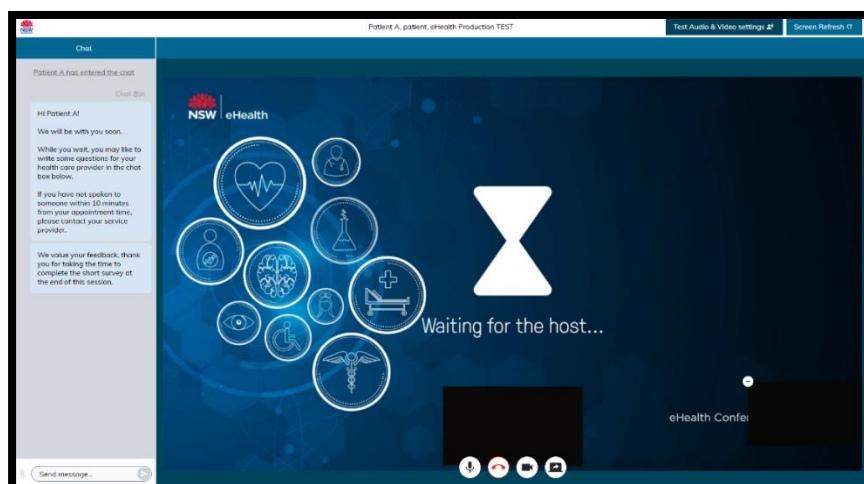 NSW
Patient A, patient, eHealth Production TEST
Test Audio & Video settings
Screen Refresh
Chat
Patient A has entered the chat
Chat Bot
Hi Patient A!
We will be with you soon.
While you wait, you may like to
write some questions for your
health care provider in the chat
box below.
If you have not spoken to
someone within 10 minutes
from your appointment time,
please contact your service
provider.
We value your feedback, thank
you for taking the time to
complete the short survey at
the end of this session.
Send message...
NSW eHealth
Waiting for the host...
eHealth Confe